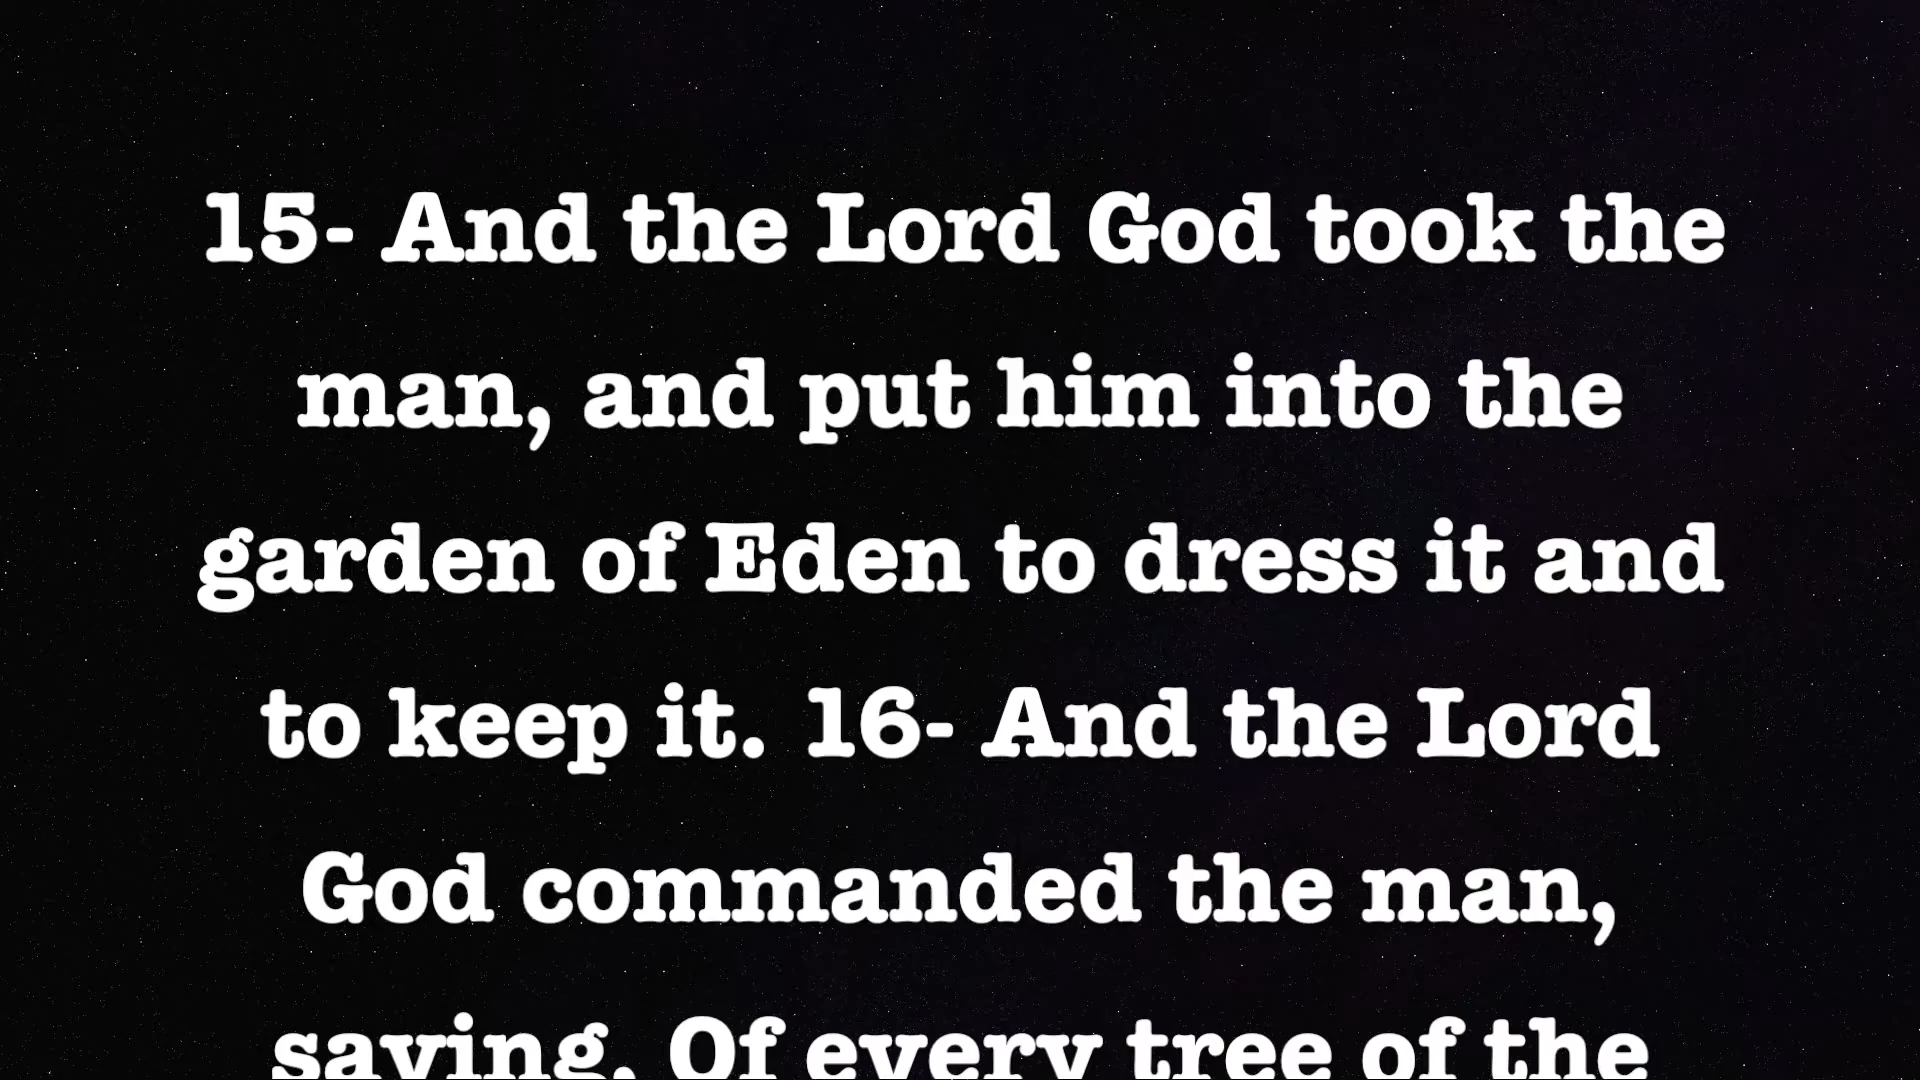 15- And the Lord God took the
man, and put him into the
garden of Eden to dress it and
to keep it. 16- And the Lord
God commanded the man,
saying, Of every tree of the